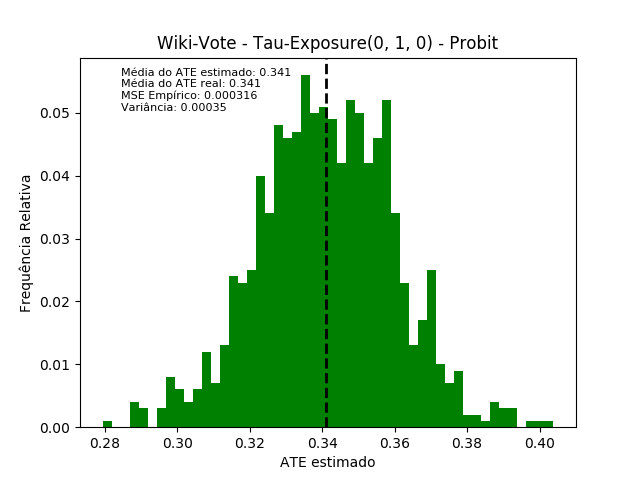 Wiki-Vote - Tau-Exposure(0, 1, 0) - Probit
Média do ATE estimado: 0.341
Média do ATE real: 0.341
MSE Empírico: 0.000316
Variância: 0.00035
Frequência Relativa
0.05
0.04
0.03
0.02
0.01
0.00
0.28 0.30 0.32 0.34 0.36 0.38 0.40
ATE estimado